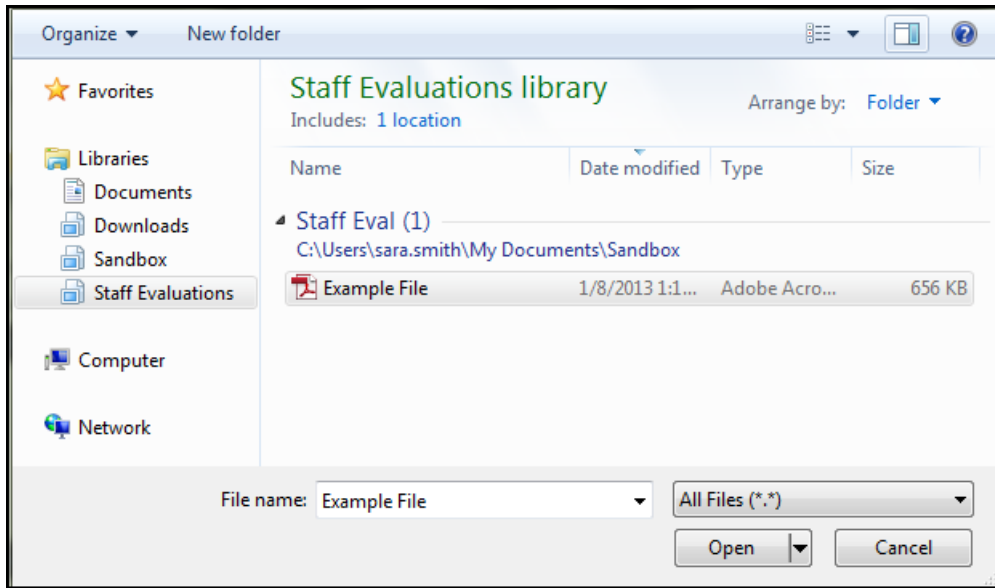 Organize New folder
Favorites
Libraries
Documents
Downloads
Sandbox
Staff Evaluations
Computer
Network
Staff Evaluations library
Includes: 1 location
Arrange by: Folder
Name Date modified Type Size
Staff Eval (1)
C:\Users\sara.smith\My Documents\Sandbox
Example File 1/8/2013 1:1... Adobe Acro... 656 KB
File name: Example File All Files (*.*)
Open Cancel